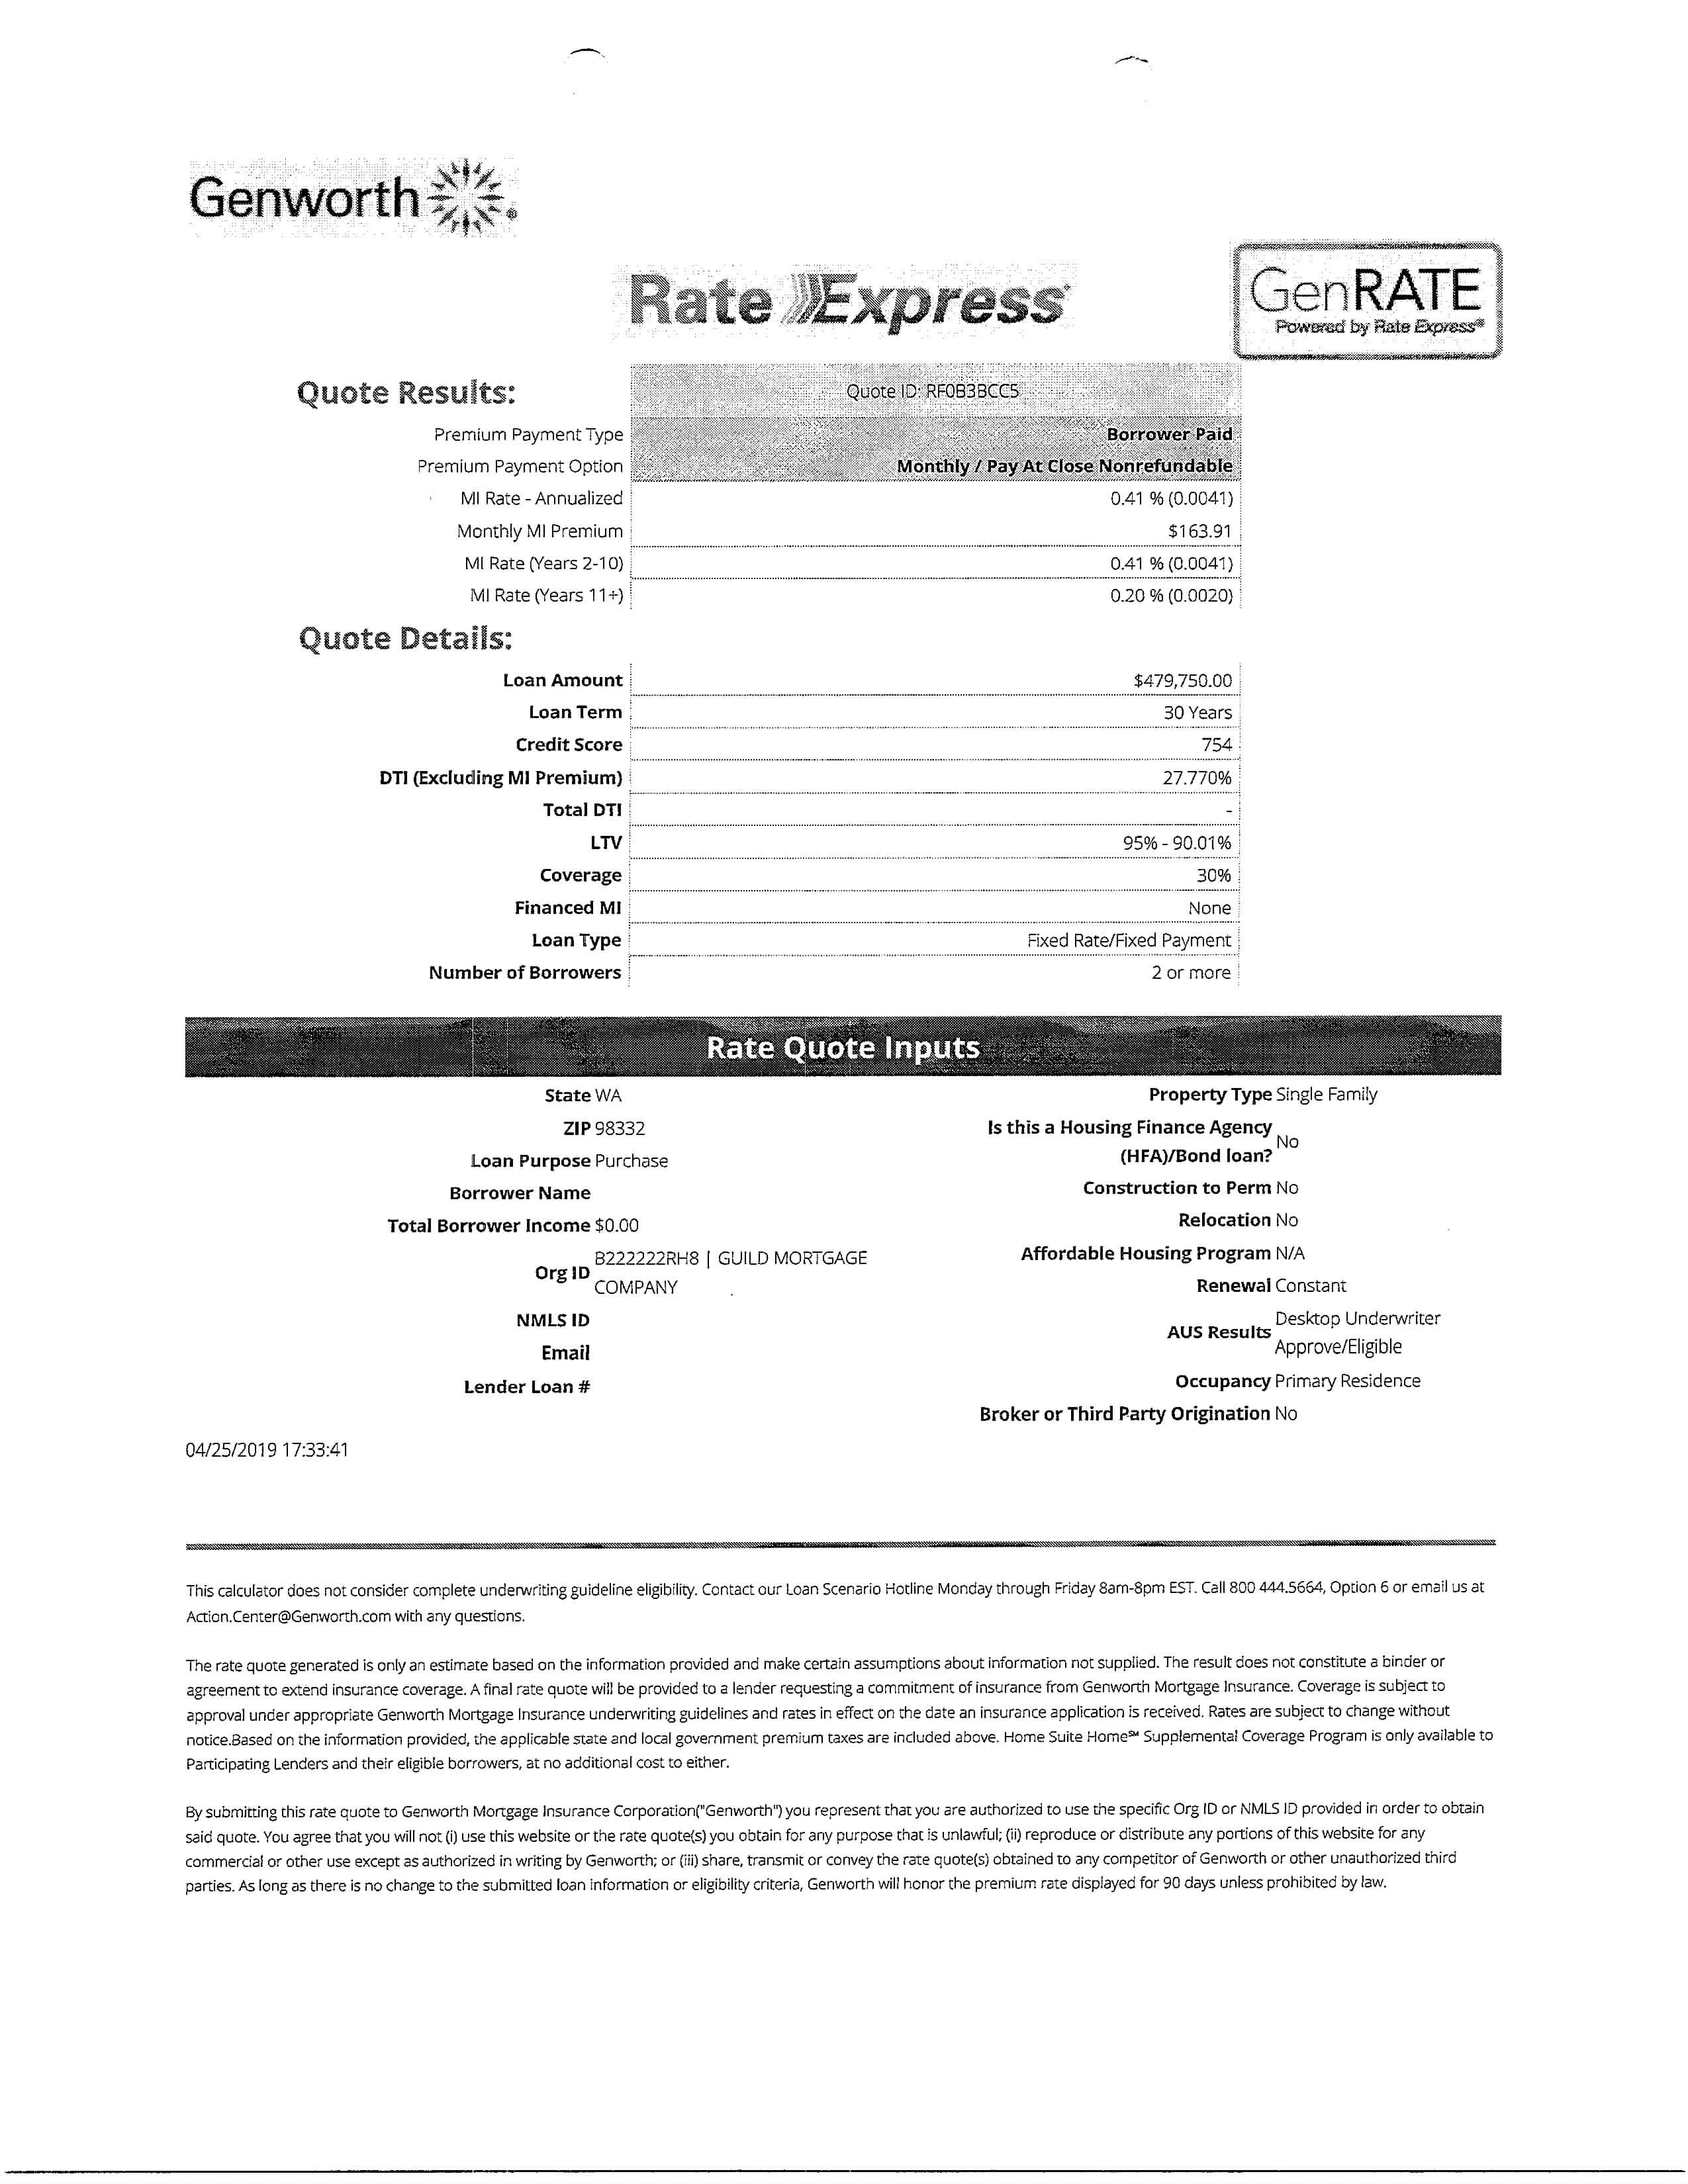 Genworth
Rate Express
GenRATE
Powered by Rate Express®
Quote Results:
Quote ID: RF0B3BCC5
Premium Payment Type Borrower Paid
Premium Payment Option Monthly / Pay At Close Nonrefundable
MI Rate - Annualized 0.41 % (0.0041)
Monthly MI Premium $163.91
MI Rate (Years 2-10) 0.41 % (0.0041)
MI Rate (Years 11+) 0.20 % (0.0020)
Quote Details:
Loan Amount $479,750.00
Loan Term 30 Years
Credit Score 754
DTI (Excluding MI Premium) 27.770%
Total DTI -
LTV 95% - 90.01%
Coverage 30%
Financed MI None
Loan Type Fixed Rate/Fixed Payment
Number of Borrowers 2 or more
Rate Quote Inputs
State WA
ZIP 98332
Loan Purpose Purchase
Borrower Name
Total Borrower Income $0.00
Org ID B222222RH8 | GUILD MORTGAGE
COMPANY
NMLS ID
Email
Lender Loan #
Property Type Single Family
Is this a Housing Finance Agency
(HFA)/Bond loan? No
Construction to Perm No
Relocation No
Affordable Housing Program N/A
Renewal Constant
AUS Results Desktop Underwriter
Approve/Eligible
Occupancy Primary Residence
Broker or Third Party Origination No
04/25/2019 17:33:41
This calculator does not consider complete underwriting guideline eligibility. Contact our Loan Scenario Hotline Monday through Friday 8am-8pm EST. Call 800 444.5664, Option 6 or email us at
Action.Center@Genworth.com with any questions.
The rate quote generated is only an estimate based on the information provided and make certain assumptions about information not supplied. The result does not constitute a binder or
agreement to extend insurance coverage. A final rate quote will be provided to a lender requesting a commitment of insurance from Genworth Mortgage Insurance. Coverage is subject to
approval under appropriate Genworth Mortgage Insurance underwriting guidelines and rates in effect on the date an insurance application is received. Rates are subject to change without
notice.Based on the information provided, the applicable state and local government premium taxes are included above. Home Suite Home℠ Supplemental Coverage Program is only available to
Participating Lenders and their eligible borrowers, at no additional cost to either.
By submitting this rate quote to Genworth Mortgage Insurance Corporation("Genworth") you represent that you are authorized to use the specific Org ID or NMLS ID provided in order to obtain
said quote. You agree that you will not (i) use this website or the rate quote(s) you obtain for any purpose that is unlawful; (ii) reproduce or distribute any portions of this website for any
commercial or other use except as authorized in writing by Genworth; or (iii) share, transmit or convey the rate quote(s) obtained to any competitor of Genworth or other unauthorized third
parties. As long as there is no change to the submitted loan information or eligibility criteria, Genworth will honor the premium rate displayed for 90 days unless prohibited by law.